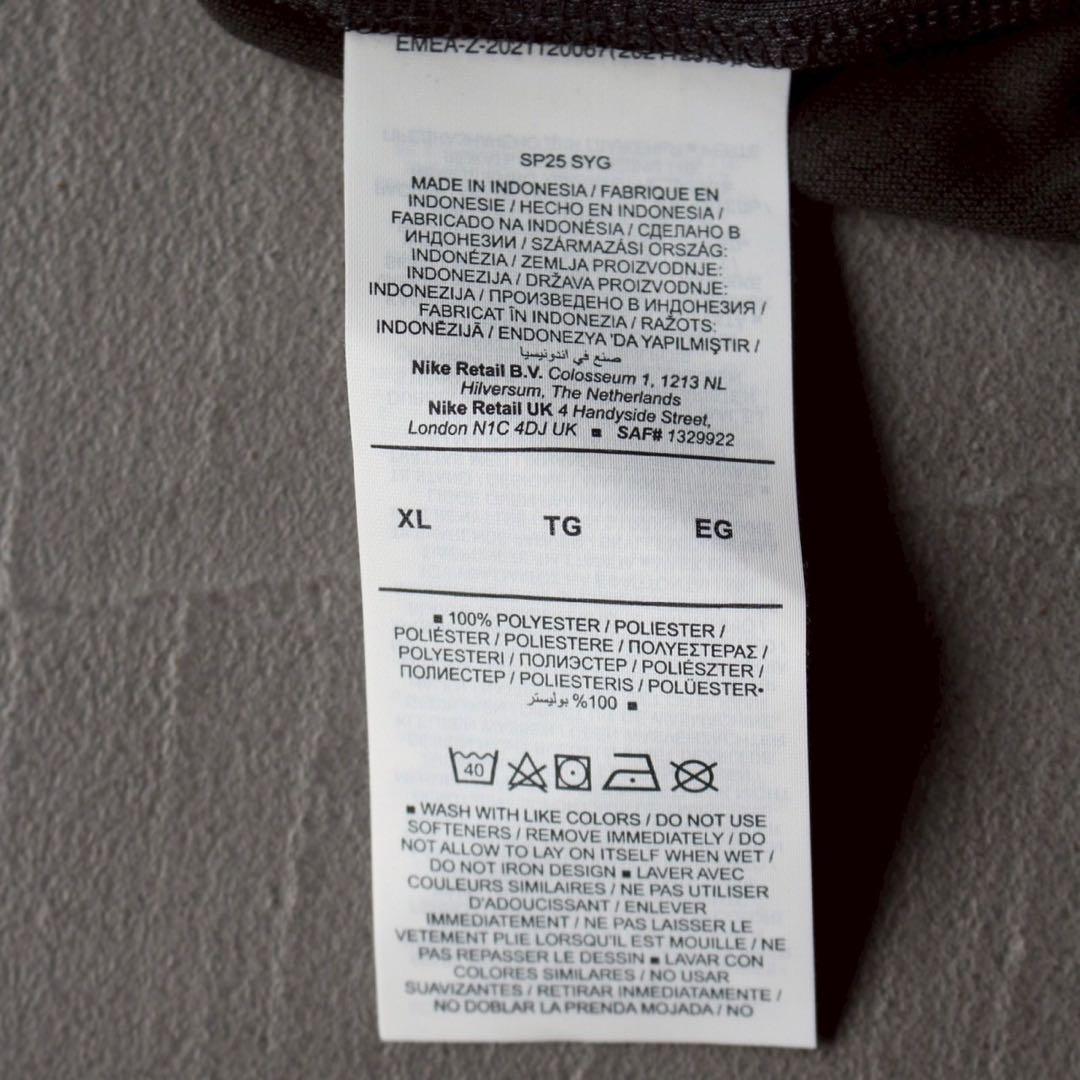 EMEA-Z-2021120067
SP25 SYG
MADE IN INDONESIA / FABRIQUE EN
INDONESIE / HECHO EN INDONESIA /
FABRICADO NA INDONÉSIA / СДЕЛАНО В
ИНДОНЕЗИИ / SZÁRMAZÁSI ORSZÁG:
INDONÉZIA / ZEMLJA PROIZVODNJE:
INDONEZIJA / DRŽAVA PROIZVODNJE:
INDONEZIJA / ПРОИЗВЕДЕНО В ИНДОНЕЗИЯ /
FABRICAT ÎN INDONEZIA / RAŽOTS:
INDONĒZIJĀ / ENDONEZYA 'DA YAPILMIŞTIR /
صنع في اندونيسيا
Nike Retail B.V. Colosseum 1, 1213 NL
Hilversum, The Netherlands
Nike Retail UK 4 Handyside Street,
London N1C 4DJ UK ■ SAF# 1329922
XL TG EG
■ 100% POLYESTER / POLIESTER /
POLIÉSTER / POLIESTERE / ΠΟΛΥΕΣΤΕΡΑΣ /
POLYESTERI / ПОЛИЭСТЕР / POLIÉSZTER /
ПОЛИЕСТЕР / POLIESTERIS / POLÜESTER•
100% بوليستر ■
40
■ WASH WITH LIKE COLORS / DO NOT USE
SOFTENERS / REMOVE IMMEDIATELY / DO
NOT ALLOW TO LAY ON ITSELF WHEN WET /
DO NOT IRON DESIGN ■ LAVER AVEC
COULEURS SIMILAIRES / NE PAS UTILISER
D'ADOUCISSANT / ENLEVER
IMMEDIATEMENT / NE PAS LAISSER LE
VETEMENT PLIE LORSQU'IL EST MOUILLE / NE
PAS REPASSER LE DESSIN ■ LAVAR CON
COLORES SIMILARES / NO USAR
SUAVIZANTES / RETIRAR INMEDIATAMENTE /
NO DOBLAR LA PRENDA MOJADA / NO